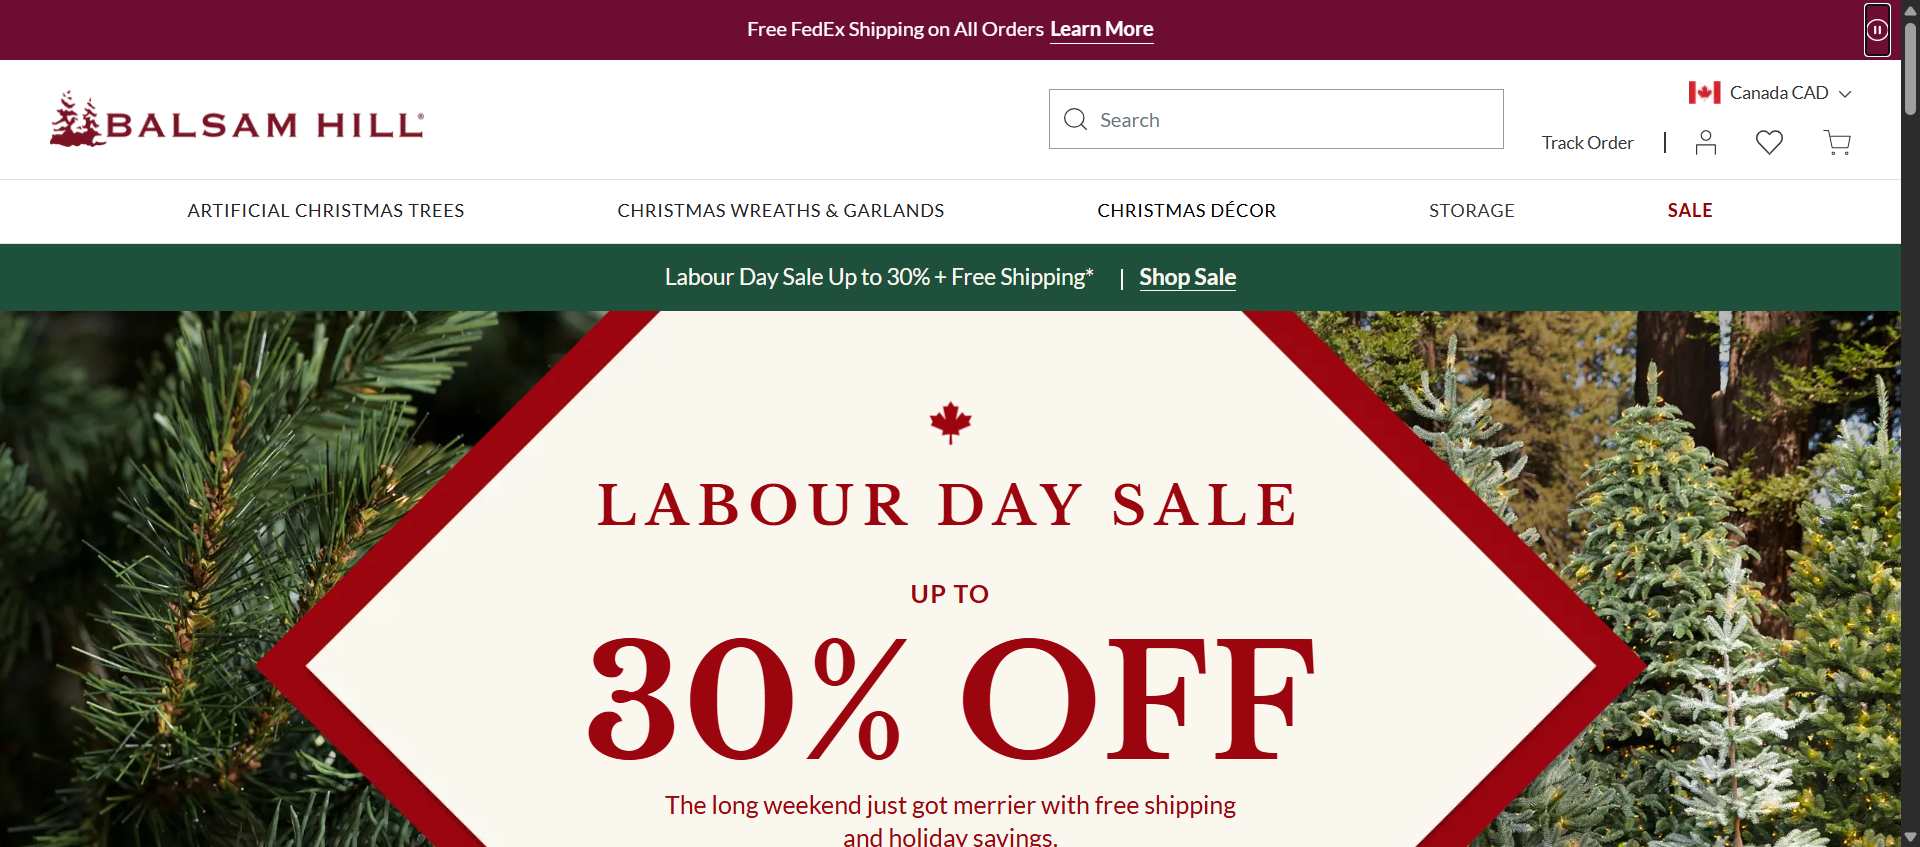 Free FedEx Shipping on All Orders Learn More
BALSAM HILL®
Search
Canada CAD
Track Order
ARTIFICIAL CHRISTMAS TREES
CHRISTMAS WREATHS & GARLANDS
CHRISTMAS DÉCOR
STORAGE
SALE
Labour Day Sale Up to 30% + Free Shipping* | Shop Sale
LABOUR DAY SALE
UP TO
30% OFF
The long weekend just got merrier with free shipping
and holiday savings.